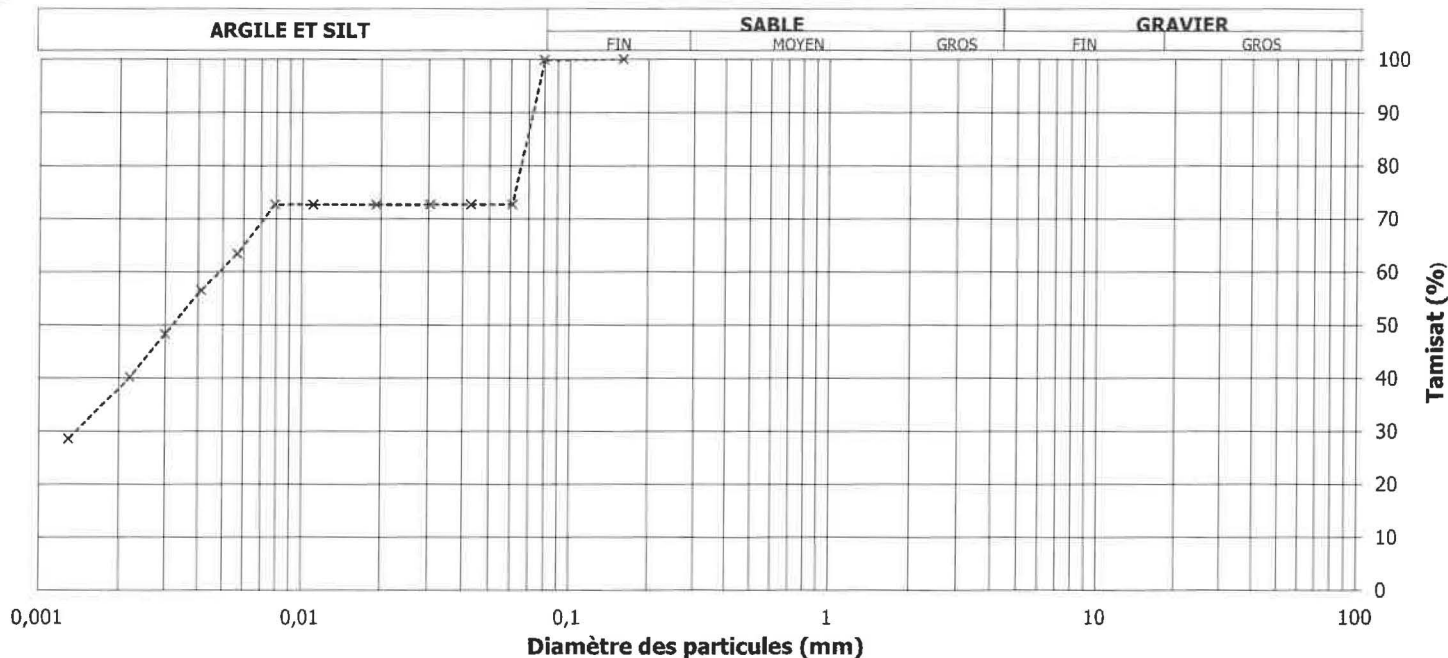 ARGILE ET SILT
SABLE
GRAVIER
FIN
MOYEN
GROS
FIN
GROS
100
90
80
70
60
50
40
30
20
10
0
Tamisat (%)
0,001
0,01
0,1
1
10
100
Diamètre des particules (mm)